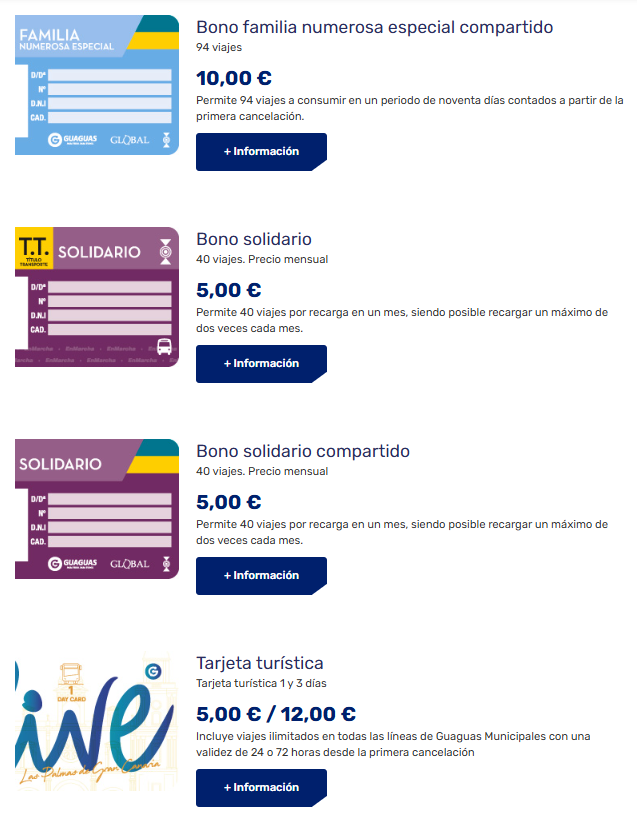 FAMILIA
NUMEROSA ESPECIAL
D/Dª
Nº
D.N.I
CAD.
GUAGUAS
GLOBAL
Bono familia numerosa especial compartido
94 viajes
10,00 €
Permite 94 viajes a consumir en un periodo de noventa días contados a partir de la
primera cancelación.
+ Información
T.T.
TÍTULO
TRANSPORTE
SOLIDARIO
D/Dª
Nº
D.N.I
CAD.
Bono solidario
40 viajes. Precio mensual
5,00 €
Permite 40 viajes por recarga en un mes, siendo posible recargar un máximo de
dos veces cada mes.
+ Información
SOLIDARIO
D/Dª
Nº
D.N.I
CAD.
GUAGUAS
GLOBAL
Bono solidario compartido
40 viajes. Precio mensual
5,00 €
Permite 40 viajes por recarga en un mes, siendo posible recargar un máximo de
dos veces cada mes.
+ Información
1
DAY CARD
G
live
Las Palmas de Gran Canaria
Tarjeta turística
Tarjeta turística 1 y 3 días
5,00 € / 12,00 €
Incluye viajes ilimitados en todas las líneas de Guaguas Municipales con una
validez de 24 o 72 horas desde la primera cancelación
+ Información